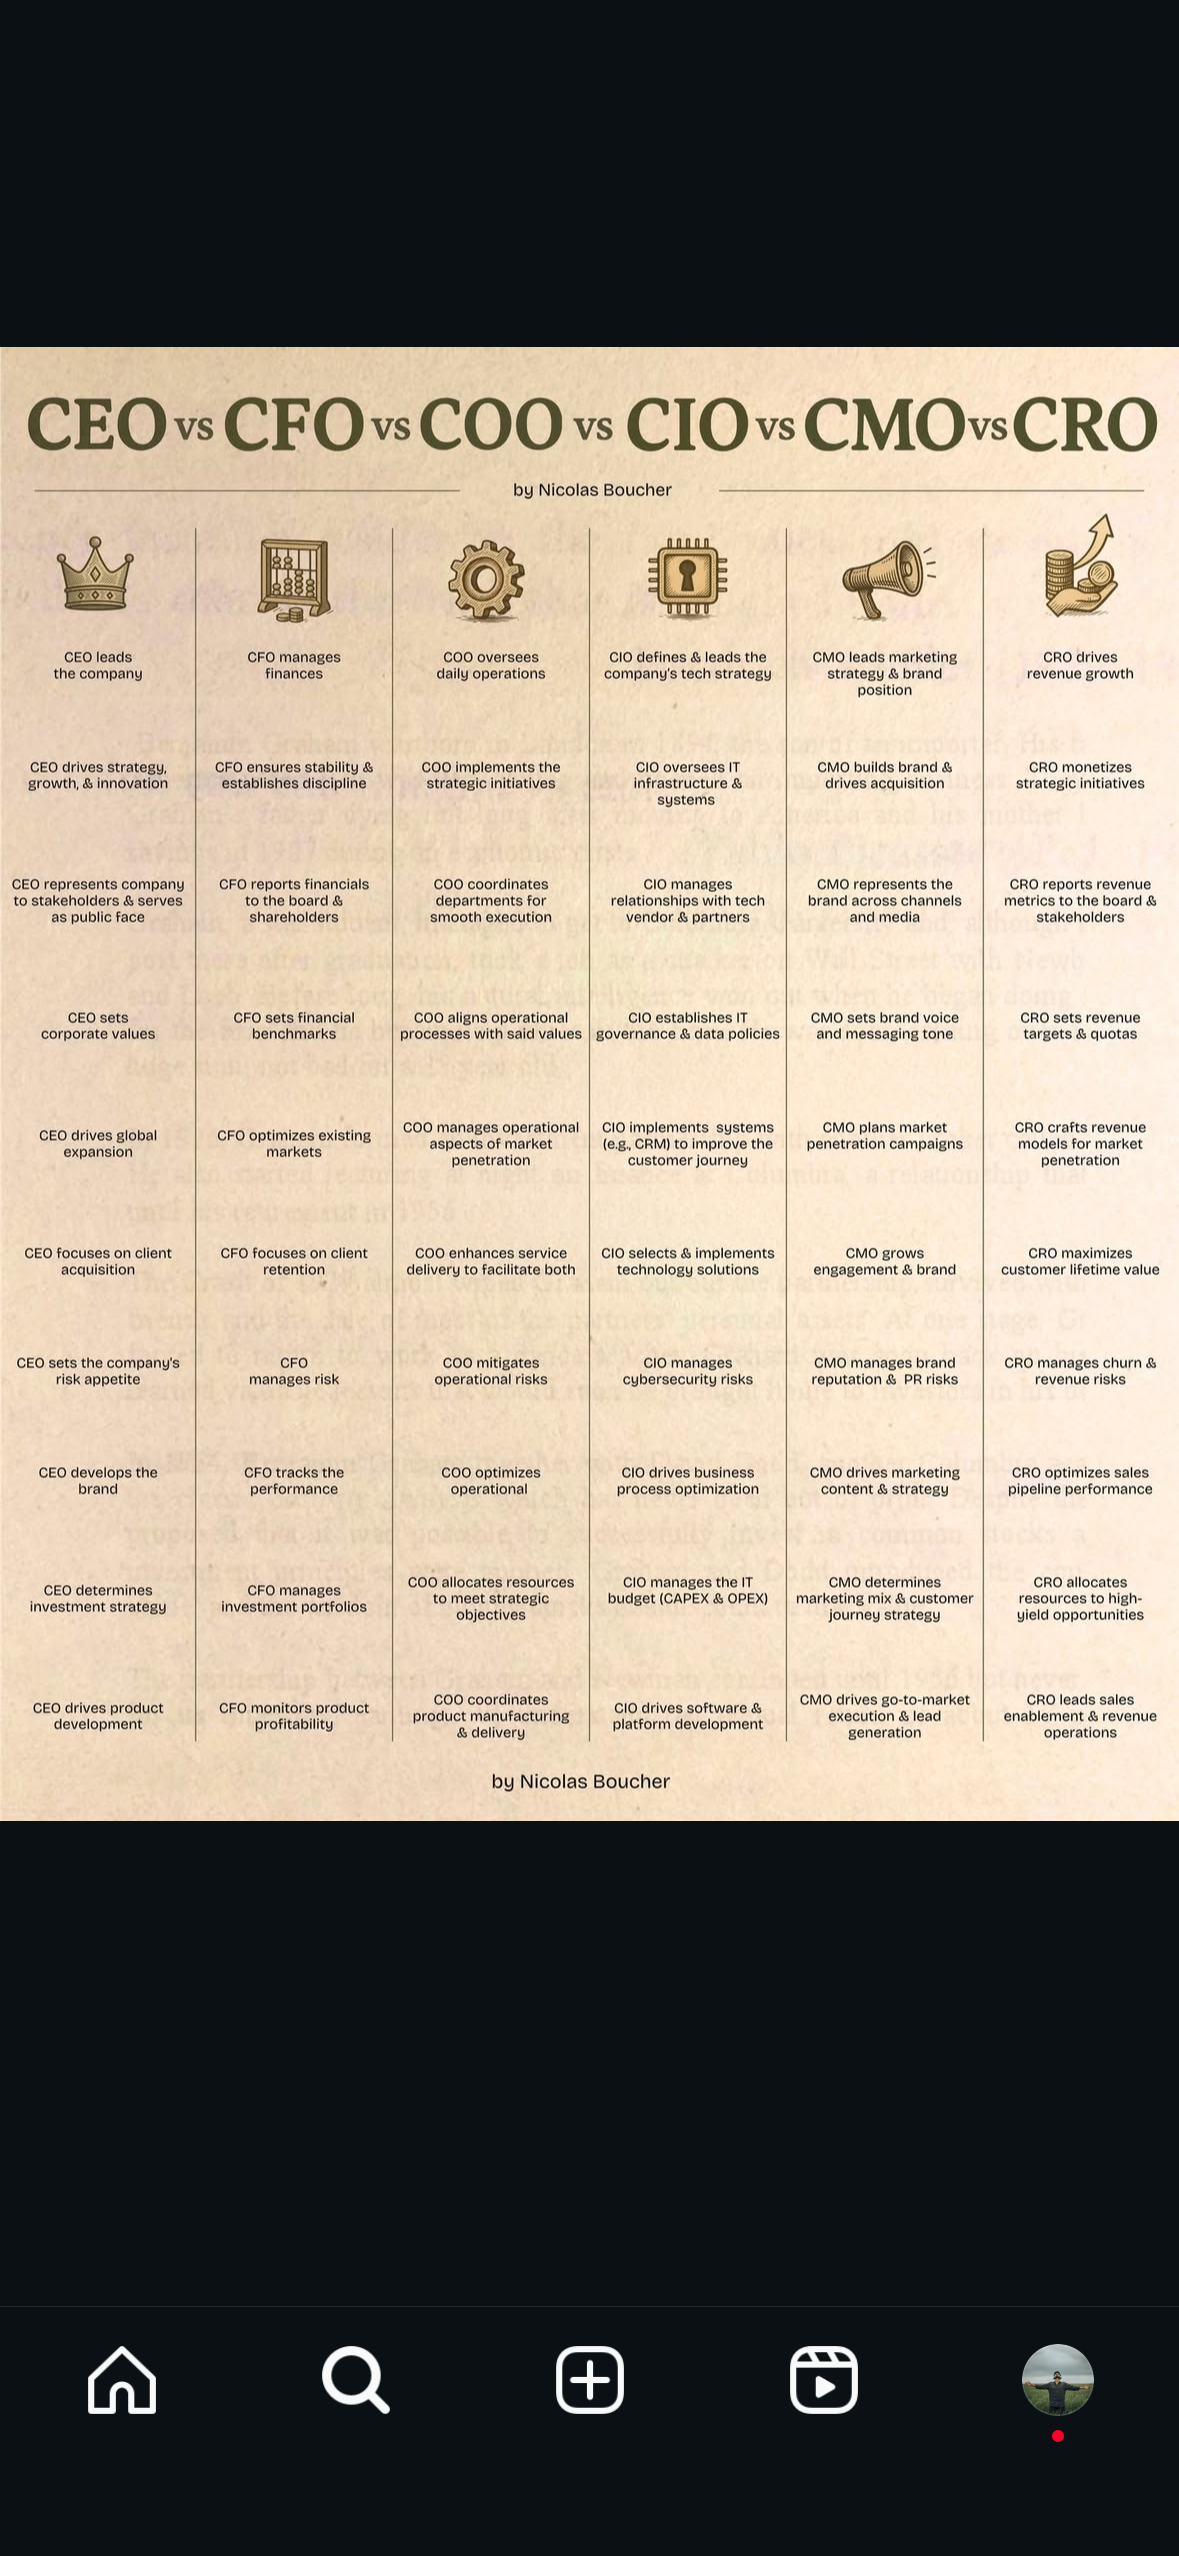 CEO vs CFO vs COO vs CIO vs CMO vs CRO
by Nicolas Boucher
CEO leads
the company
CFO manages
finances
COO oversees
daily operations
CIO defines & leads the
company's tech strategy
CMO leads marketing
strategy & brand
position
CRO drives
revenue growth
CEO drives strategy,
growth, & innovation
CFO ensures stability &
establishes discipline
COO implements the
strategic initiatives
CIO oversees IT
infrastructure &
systems
CMO builds brand &
drives acquisition
CRO monetizes
strategic initiatives
CEO represents company
to stakeholders & serves
as public face
CFO reports financials
to the board &
shareholders
COO coordinates
departments for
smooth execution
CIO manages
relationships with tech
vendor & partners
CMO represents the
brand across channels
and media
CRO reports revenue
metrics to the board &
stakeholders
CEO sets
corporate values
CFO sets financial
benchmarks
COO aligns operational
processes with said values
CIO establishes IT
governance & data policies
CMO sets brand voice
and messaging tone
CRO sets revenue
targets & quotas
CEO drives global
expansion
CFO optimizes existing
markets
COO manages operational
aspects of market
penetration
CIO implements  systems
(e.g., CRM) to improve the
customer journey
CMO plans market
penetration campaigns
CRO crafts revenue
models for market
penetration
CEO focuses on client
acquisition
CFO focuses on client
retention
COO enhances service
delivery to facilitate both
CIO selects & implements
technology solutions
CMO grows
engagement & brand
CRO maximizes
customer lifetime value
CEO sets the company's
risk appetite
CFO
manages risk
COO mitigates
operational risks
CIO manages
cybersecurity risks
CMO manages brand
reputation &  PR risks
CRO manages churn &
revenue risks
CEO develops the
brand
CFO tracks the
performance
COO optimizes
operational
CIO drives business
process optimization
CMO drives marketing
content & strategy
CRO optimizes sales
pipeline performance
CEO determines
investment strategy
CFO manages
investment portfolios
COO allocates resources
to meet strategic
objectives
CIO manages the IT
budget (CAPEX & OPEX)
CMO determines
marketing mix & customer
journey strategy
CRO allocates
resources to high-
yield opportunities
CEO drives product
development
CFO monitors product
profitability
COO coordinates
product manufacturing
& delivery
CIO drives software &
platform development
CMO drives go-to-market
execution & lead
generation
CRO leads sales
enablement & revenue
operations
by Nicolas Boucher